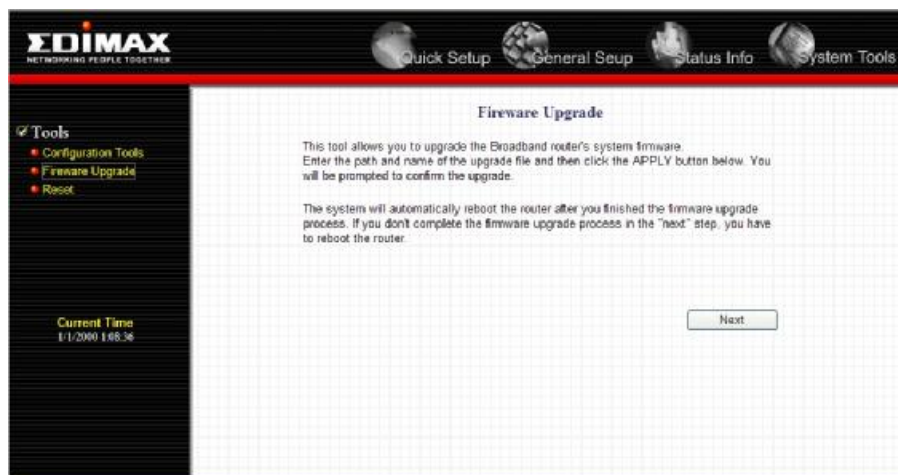 EDIMAX
NETWORKING PEOPLE TOGETHER
Quick Setup
General Seup
Status Info
System Tools
Tools
Configuration Tools
Fireware Upgrade
Reset
Current Time
1/1/2000 1:08:36
Fireware Upgrade
This tool allows you to upgrade the Broadband router's system firmware.
Enter the path and name of the upgrade file and then click the APPLY button below. You
will be prompted to confirm the upgrade.
The system will automatically reboot the router after you finished the firmware upgrade
process. If you don't complete the firmware upgrade process in the "next" step, you have
to reboot the router.
Next